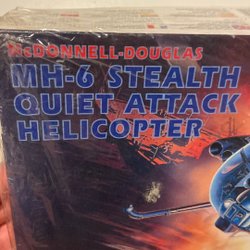 McDONNELL-DOUGLAS
MH-6 STEALTH
QUIET ATTACK
HELICOPTER